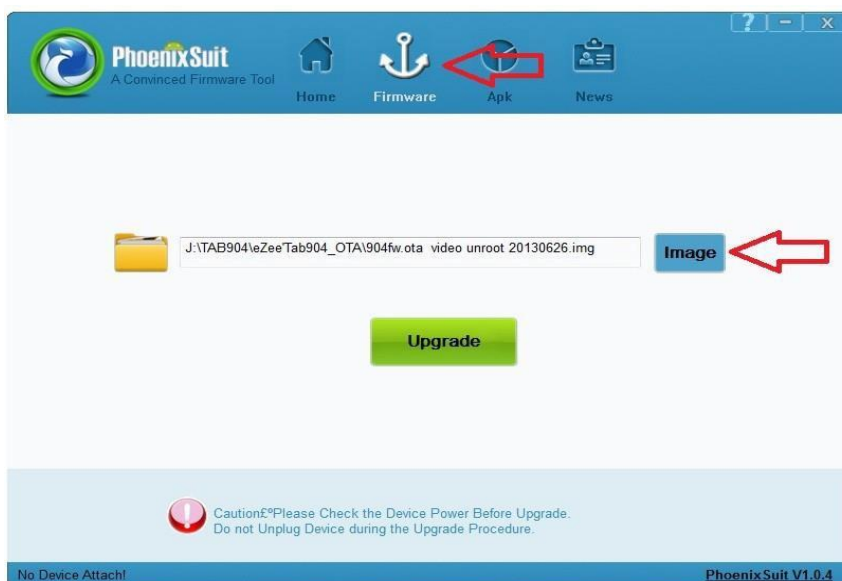 ? – x
PhoenixSuit
A Convinced Firmware Tool
Home Firmware Apk News
J:\TAB904\eZee'Tab904_OTA\904fw.ota video unroot 20130626.img
Image
Upgrade
Caution£ºPlease Check the Device Power Before Upgrade.
Do not Unplug Device during the Upgrade Procedure.
No Device Attach!
PhoenixSuit V1.0.4